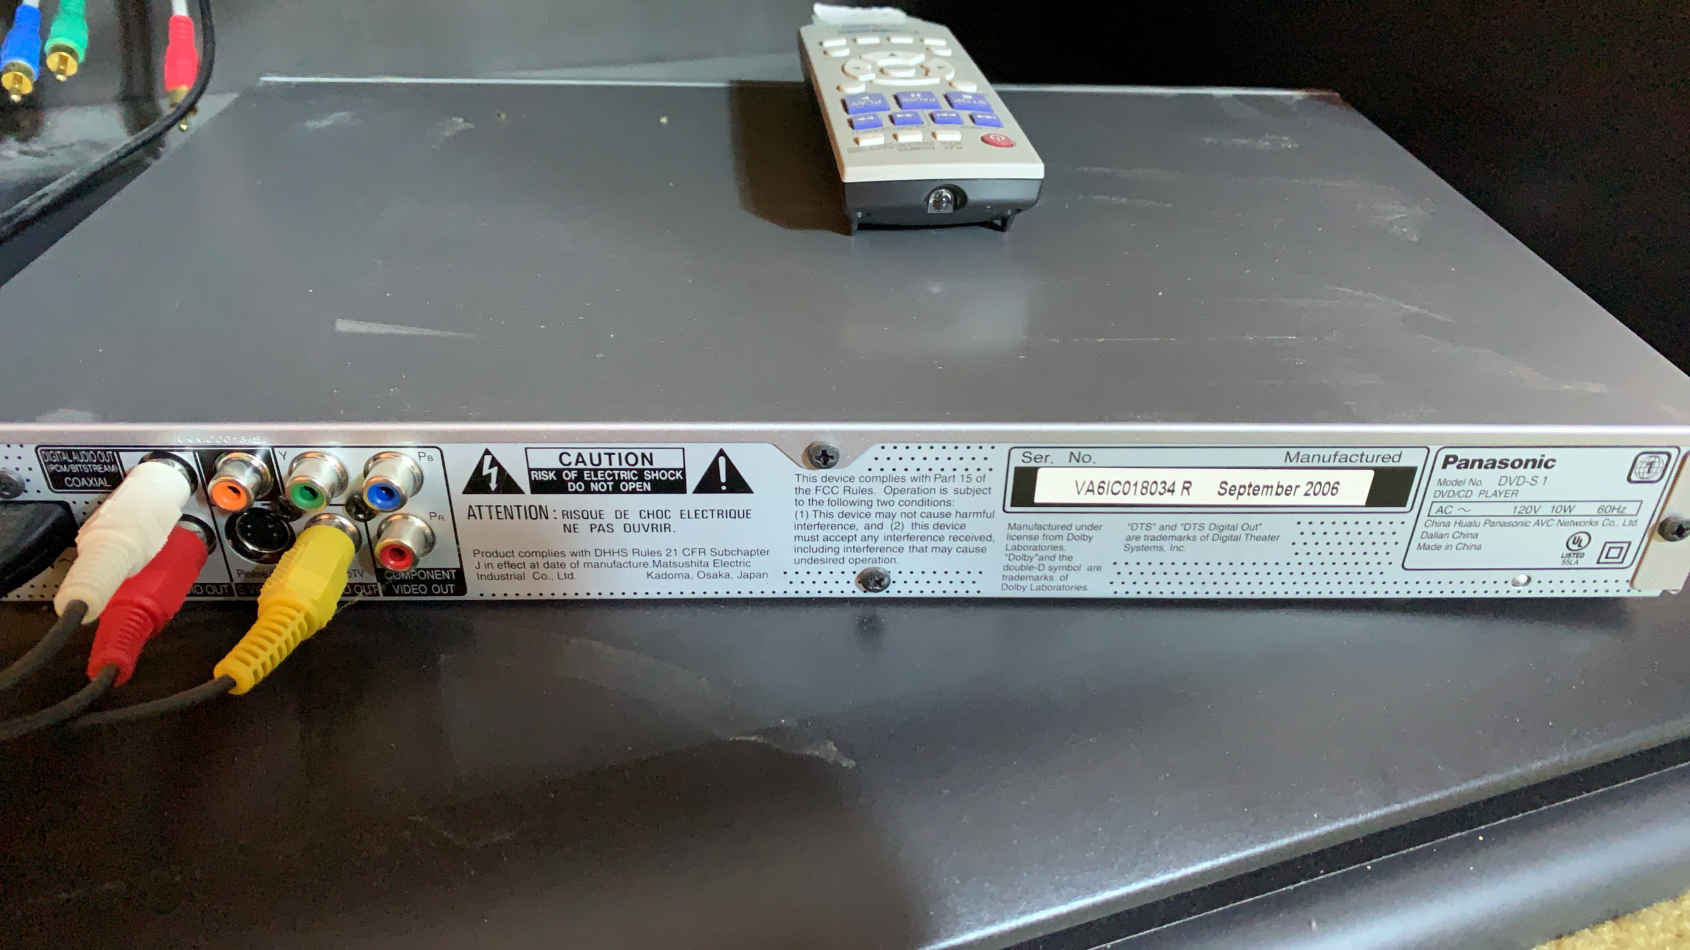 DIGITAL AUDIO OUT
(PCM/BITSTREAM)
COAXIAL
Y
PB
PR
COMPONENT
VIDEO OUT
CAUTION
RISK OF ELECTRIC SHOCK
DO NOT OPEN
ATTENTION : RISQUE DE CHOC ELECTRIQUE
NE PAS OUVRIR.
Product complies with DHHS Rules 21 CFR Subchapter
J in effect at date of manufacture.Matsushita Electric
Industrial Co., Ltd. Kadoma, Osaka, Japan
This device complies with Part 15 of
the FCC Rules. Operation is subject
to the following two conditions:
(1) This device may not cause harmful
interference, and (2) this device
must accept any interference received,
including interference that may cause
undesired operation.
Ser. No. Manufactured
VA6IC018034 R September 2006
Manufactured under
license from Dolby
Laboratories.
"Dolby"and the
double-D symbol are
trademarks of
Dolby Laboratories.
"DTS" and "DTS Digital Out"
are trademarks of Digital Theater
Systems, Inc.
Panasonic
Model No. DVD-S1
DVD/CD PLAYER
AC ~ 120V 10W 60Hz
China Hualu Panasonic AVC Networks Co., Ltd.
Dalian China
Made in China
1
UL
LISTED
55LA